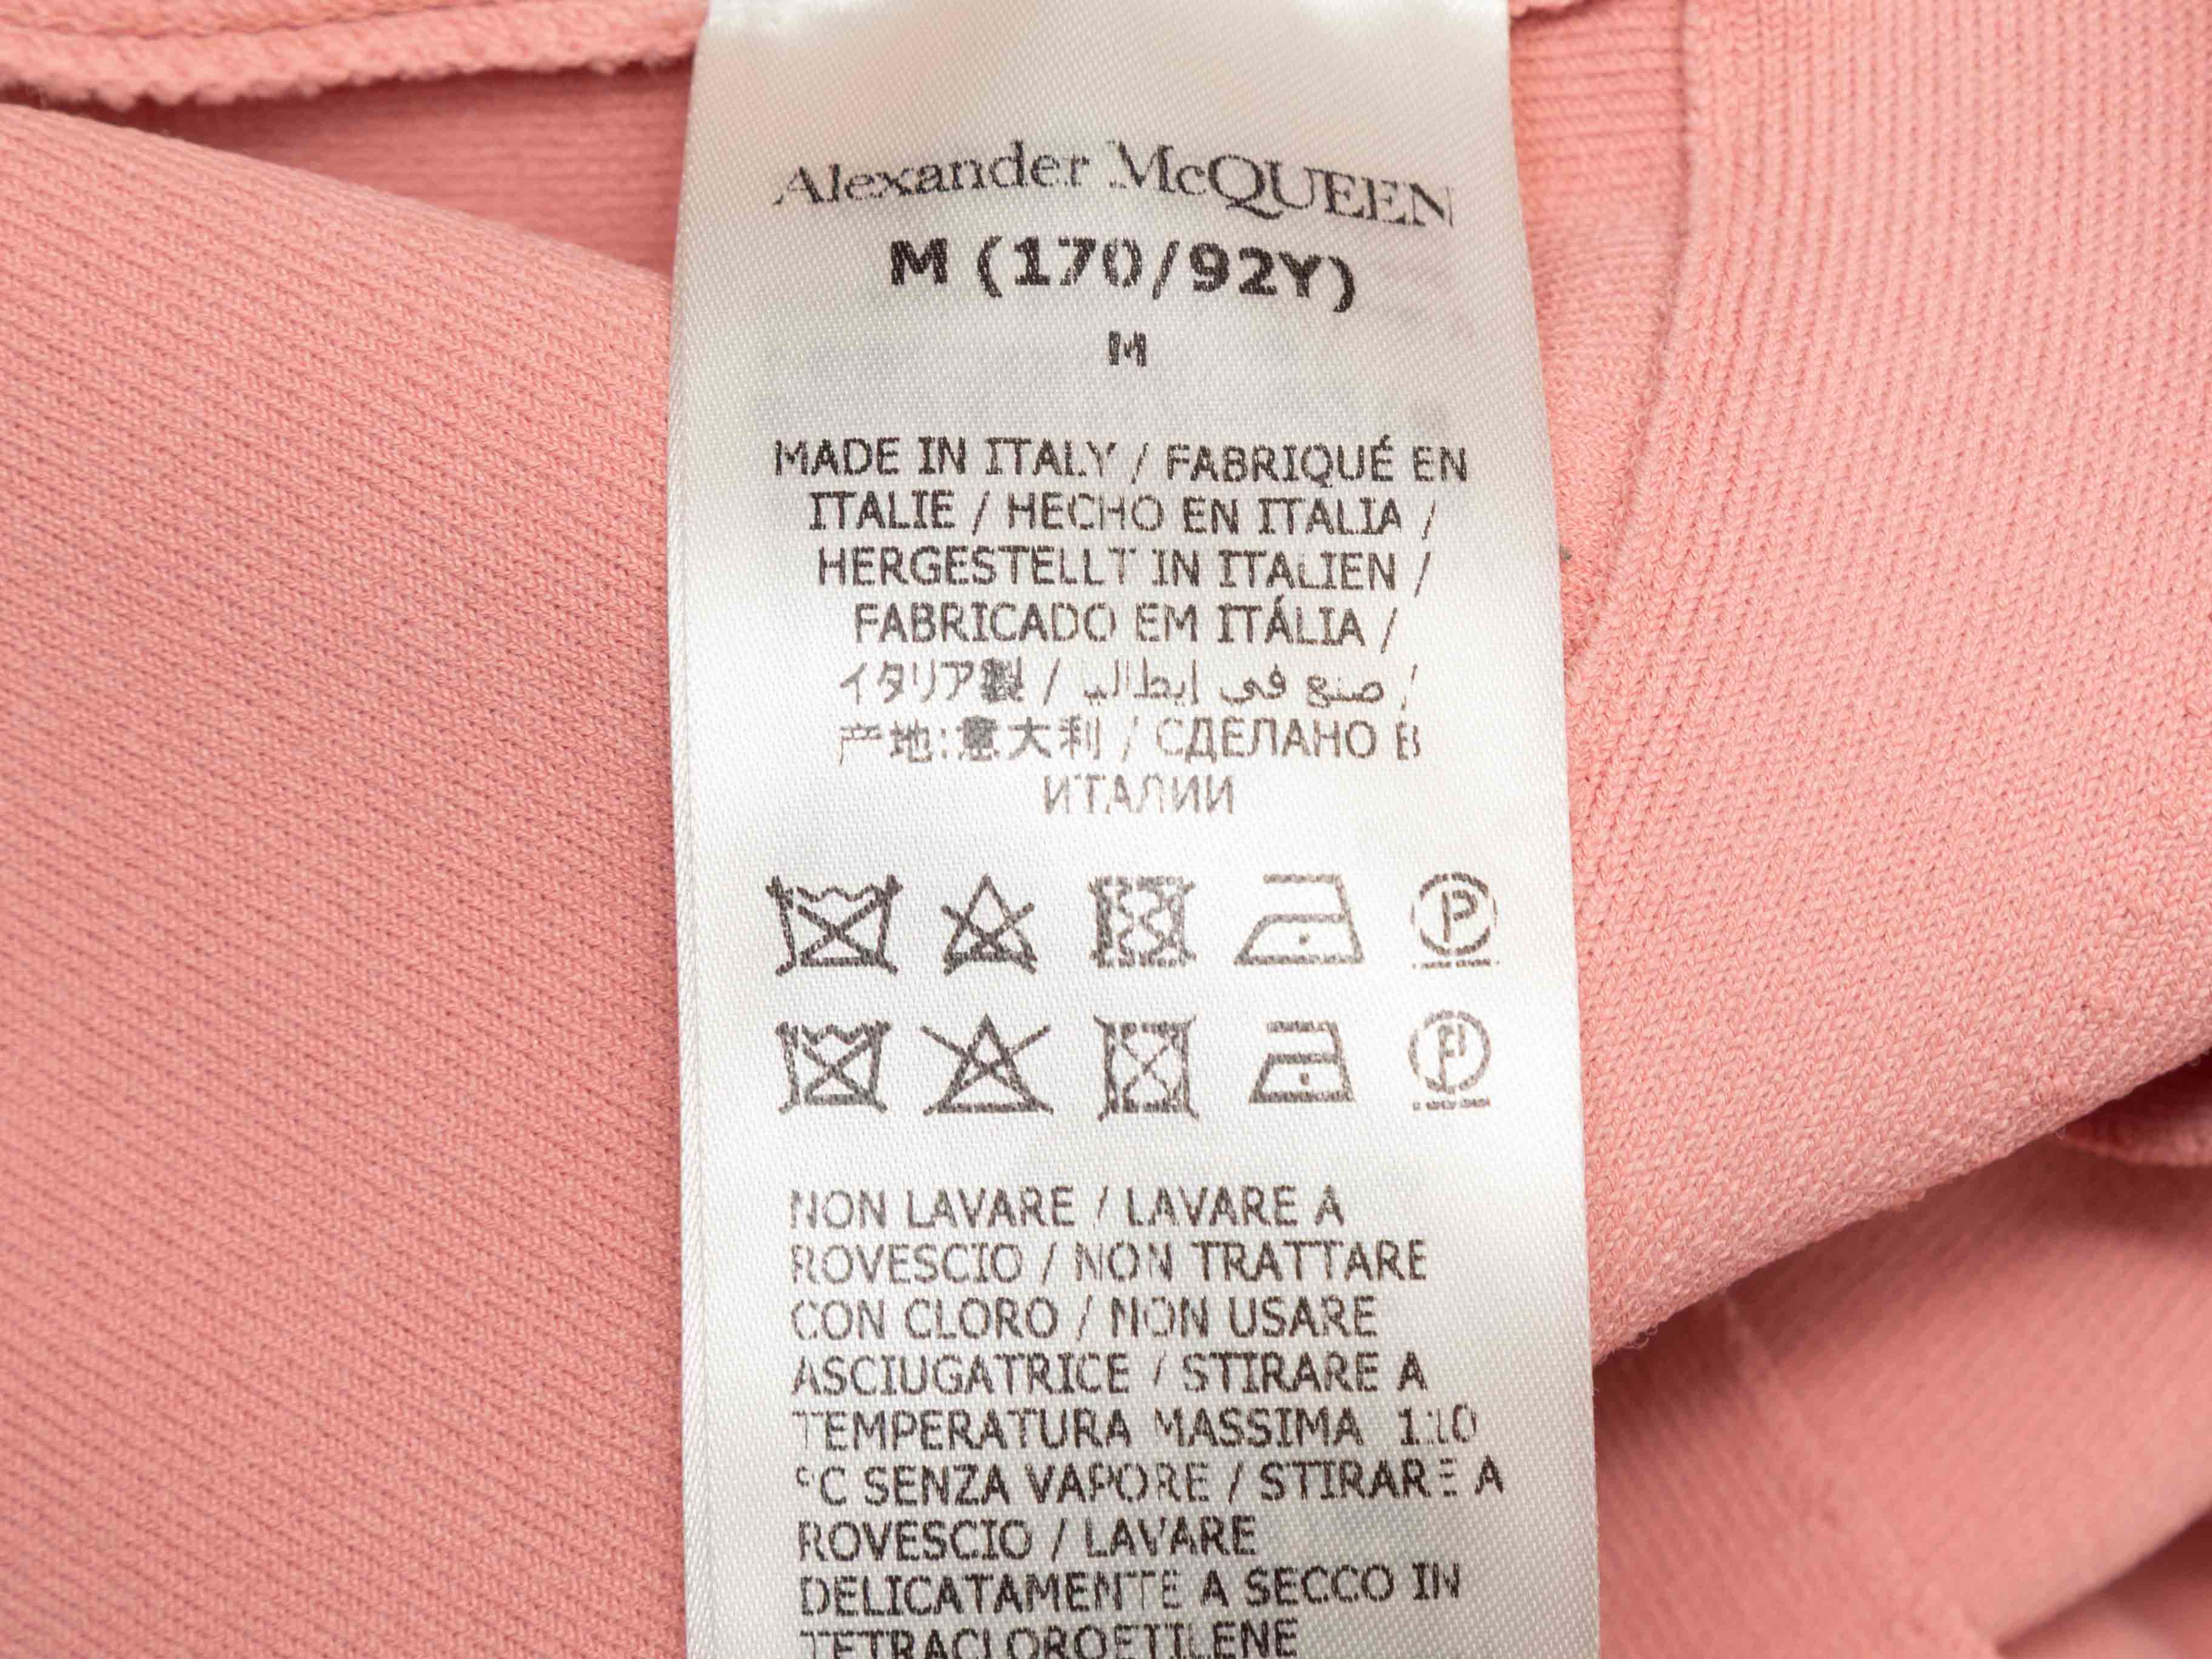 Alexander McQUEEN
M (170/92Y)
M
MADE IN ITALY / FABRIQUÉ EN
ITALIE / HECHO EN ITALIA /
HERGESTELLT IN ITALIEN /
FABRICADO EM ITÁLIA /
イタリア製 / صنع في إيطاليا /
产地:意大利 / СДЕЛАНО В
ИТАЛИИ
P
NON LAVARE / LAVARE A
ROVESCIO / NON TRATTARE
CON CLORO / NON USARE
ASCIUGATRICE / STIRARE A
TEMPERATURA MASSIMA 110
°C SENZA VAPORE / STIRARE A
ROVESCIO / LAVARE
DELICATAMENTE A SECCO IN
TETRACLOROETILENE